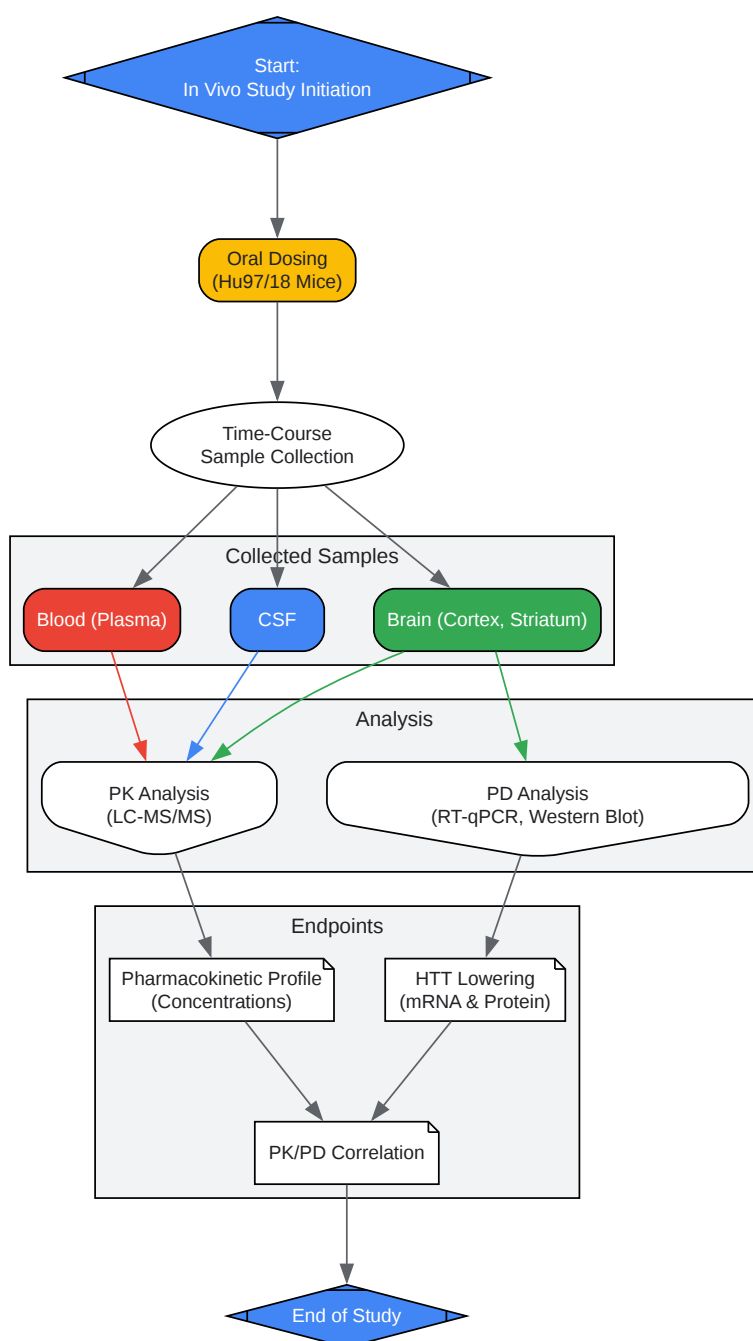 Start:
In Vivo Study Initiation
Oral Dosing
(Hu97/18 Mice)
Time-Course
Sample Collection
Collected Samples
Blood (Plasma)
CSF
Brain (Cortex, Striatum)
Analysis
PK Analysis
(LC-MS/MS)
PD Analysis
(RT-qPCR, Western Blot)
Endpoints
Pharmacokinetic Profile
(Concentrations)
HTT Lowering
(mRNA & Protein)
PK/PD Correlation
End of Study